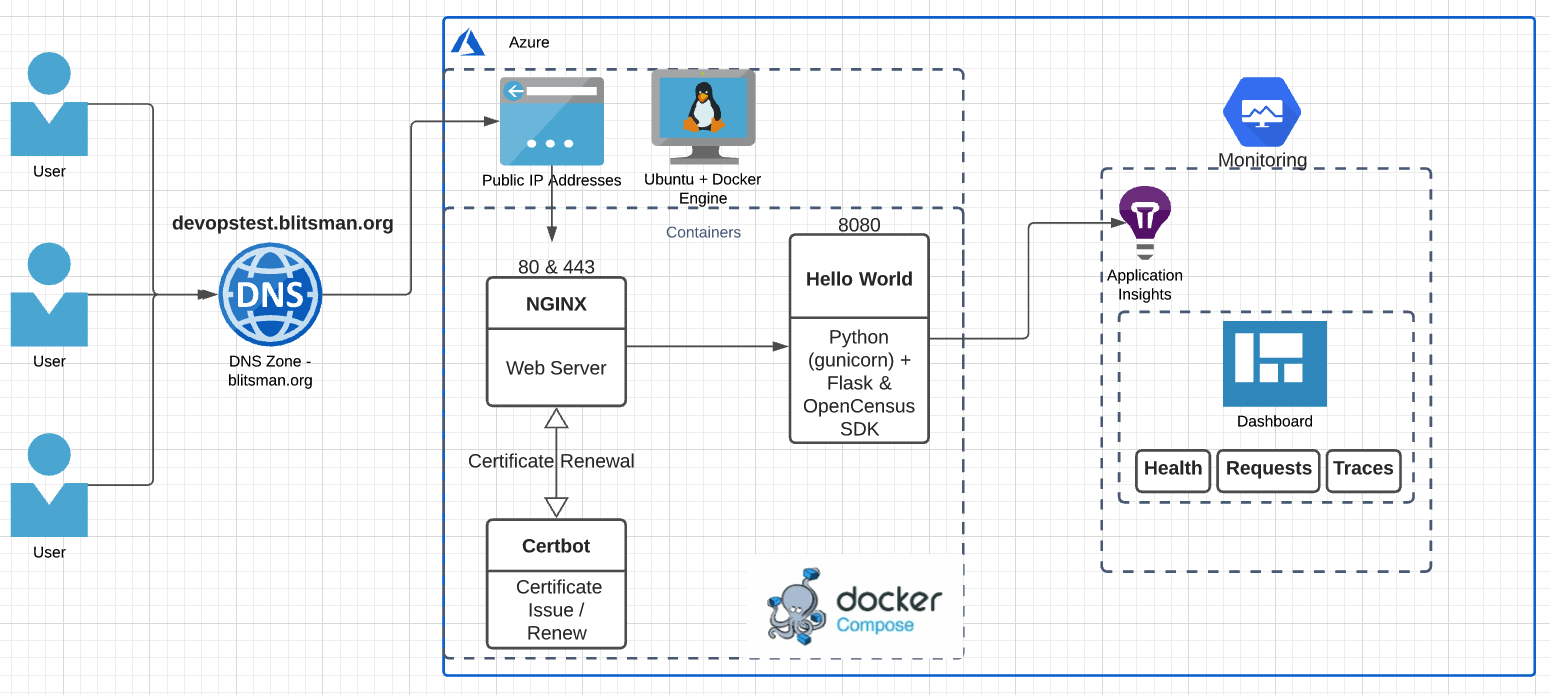 Azure
User
Public IP Addresses
Ubuntu + Docker
Engine
Monitoring
devopstest.blitsman.org
DNS
DNS Zone -
blitsman.org
User
User
Containers
80 & 443
NGINX
Web Server
8080
Hello World
Python
(gunicorn) +
Flask &
OpenCensus
SDK
Certificate Renewal
Certbot
Certificate
Issue /
Renew
docker
Compose
Application
Insights
Dashboard
Health
Requests
Traces